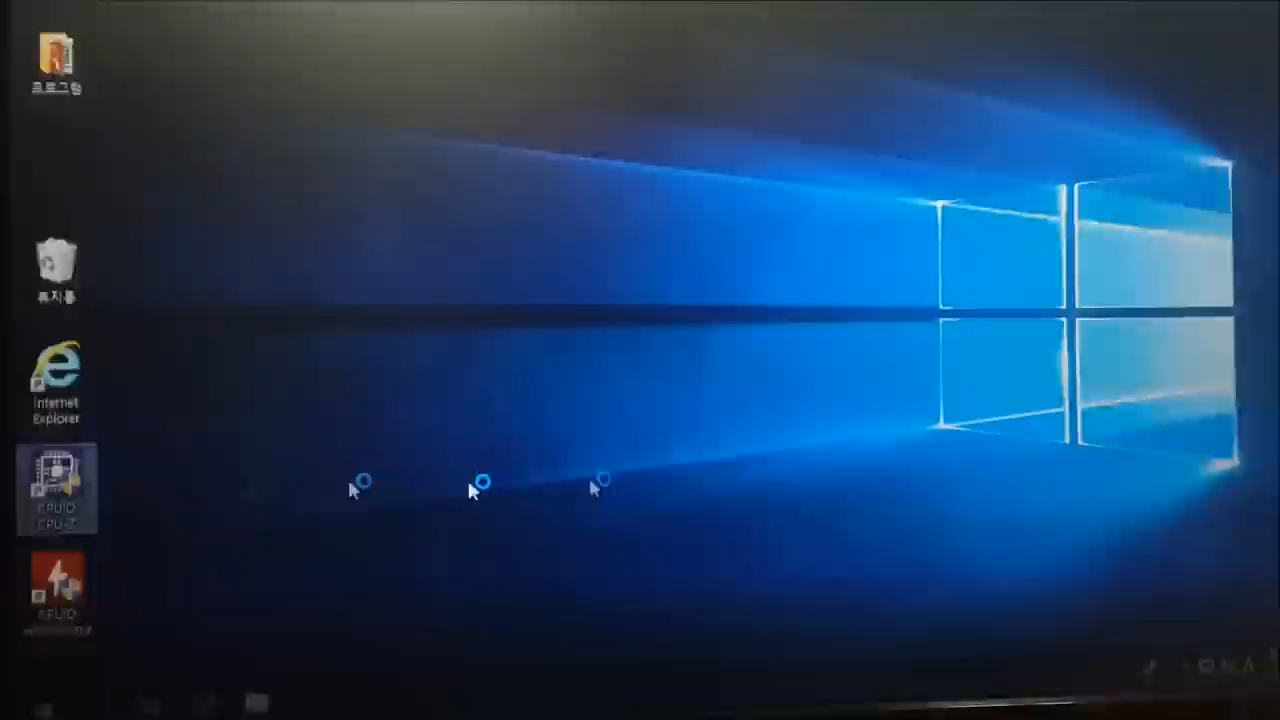 프로그램
휴지통
Internet
Explorer
CPUID
CPU-Z
CPUID